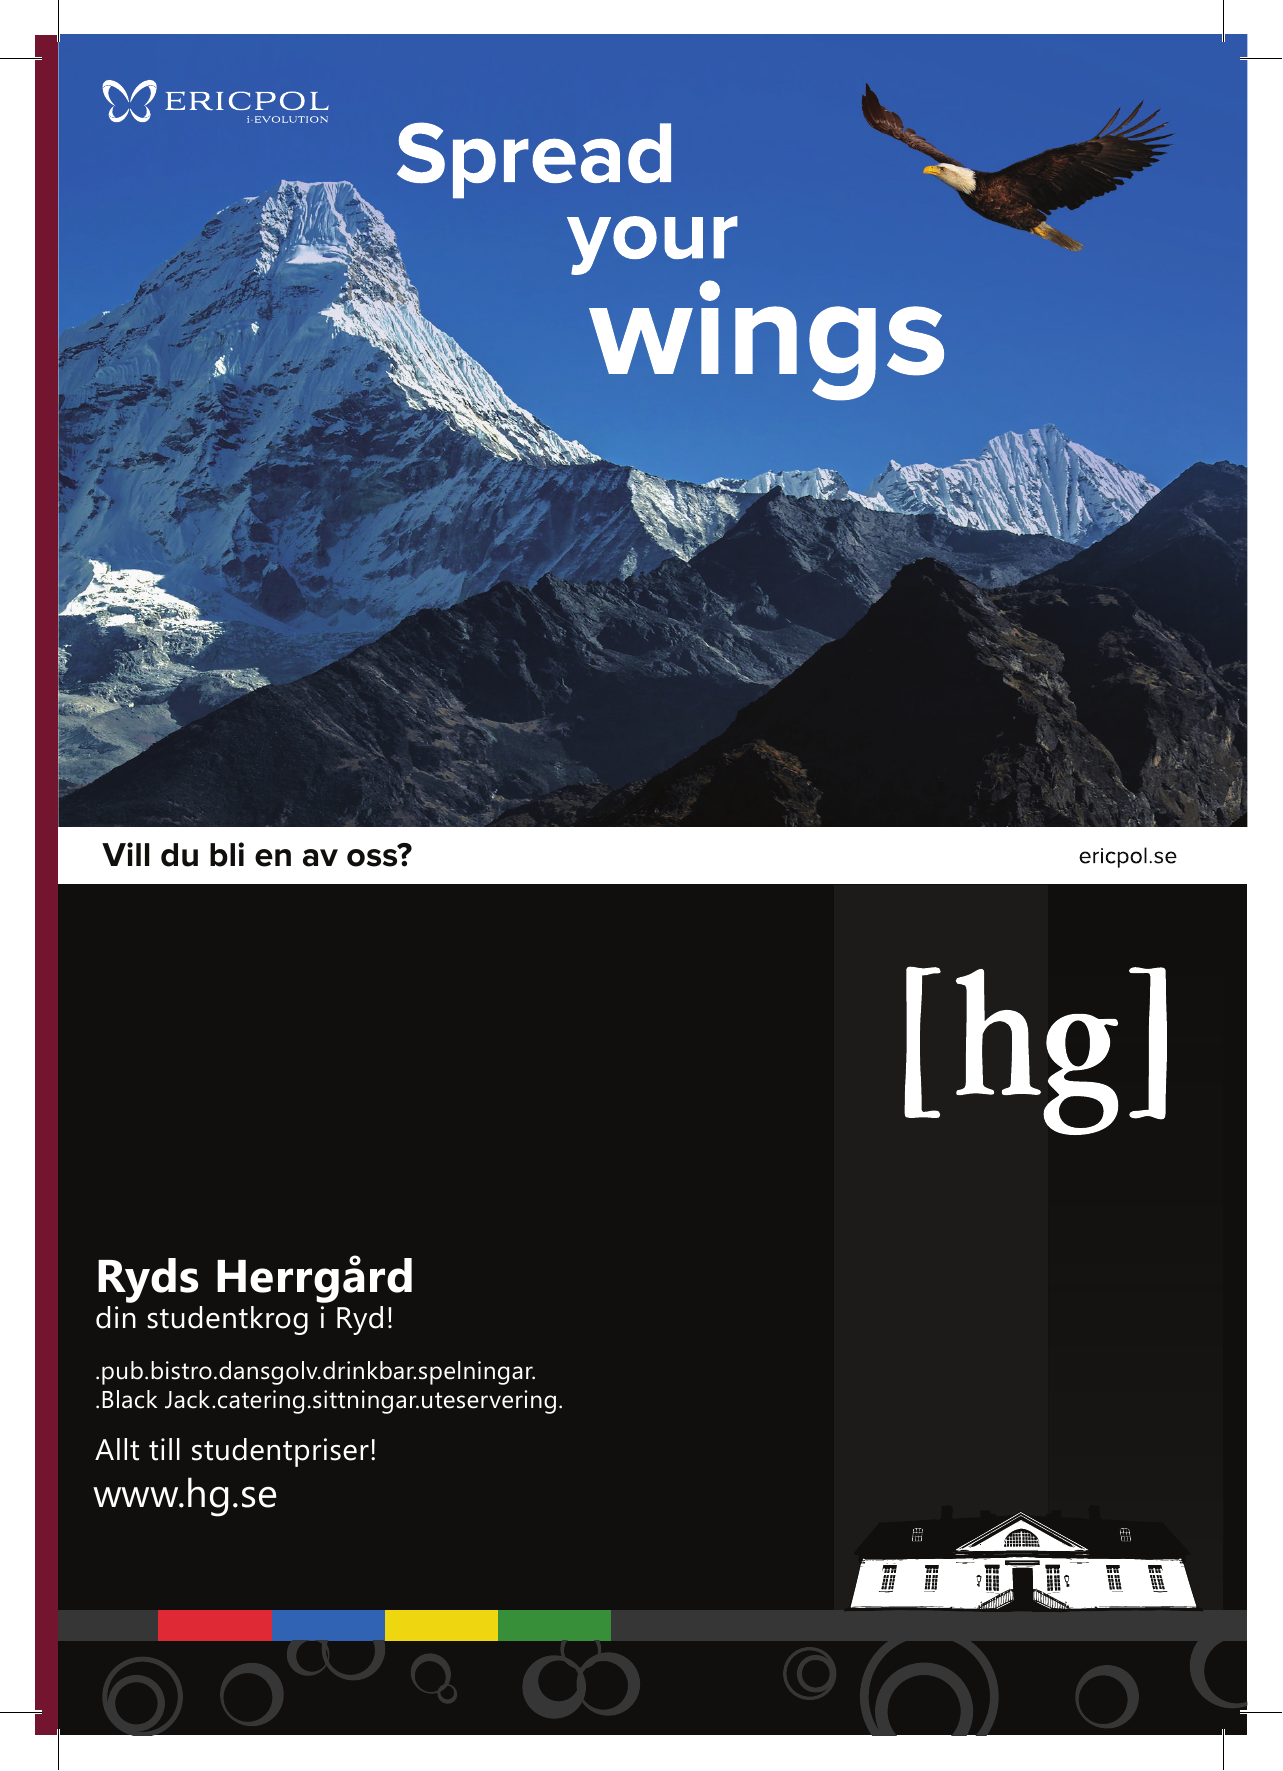 ERICPOL
i-EVOLUTION
Spread
your
wings
Vill du bli en av oss?
ericpol.se
[hg]
Ryds Herrgård
din studentkrog i Ryd!
.pub.bistro.dansgolv.drinkbar.spelningar.
.Black Jack.catering.sittningar.uteservering.
Allt till studentpriser!
www.hg.se